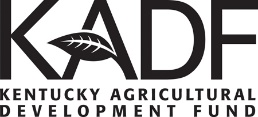 KADF
KENTUCKY AGRICULTURAL
DEVELOPMENT FUND